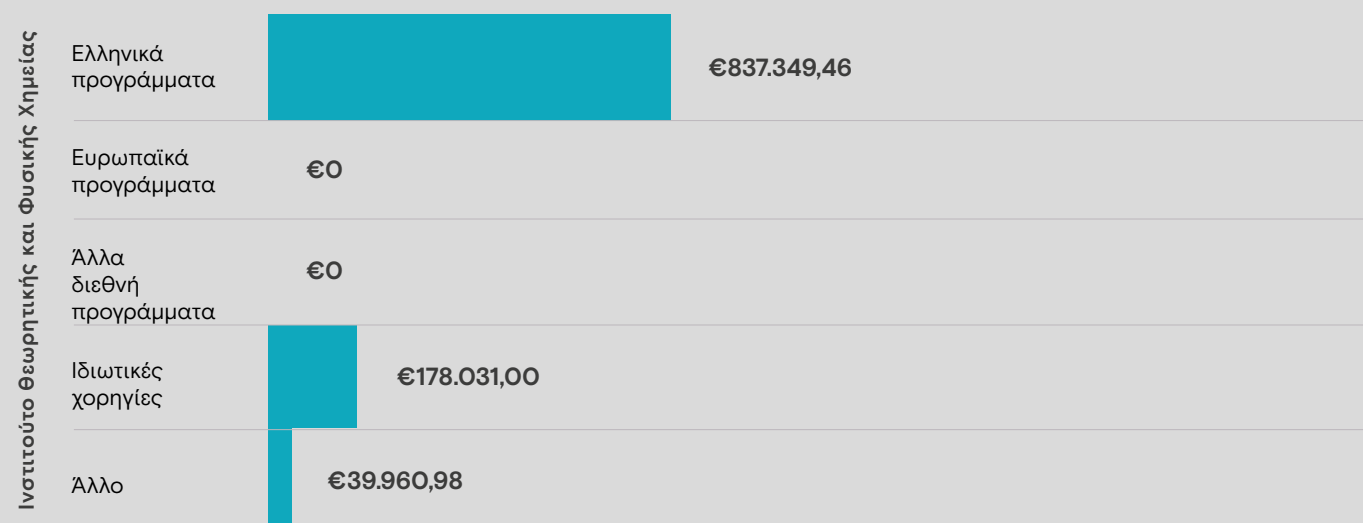 Ινστιτούτο Θεωρητικής και Φυσικής Χημείας
Ελληνικά
προγράμματα
€837.349,46
Ευρωπαϊκά
προγράμματα
€0
Άλλα
διεθνή
προγράμματα
€0
Ιδιωτικές
χορηγίες
€178.031,00
Άλλο
€39.960,98